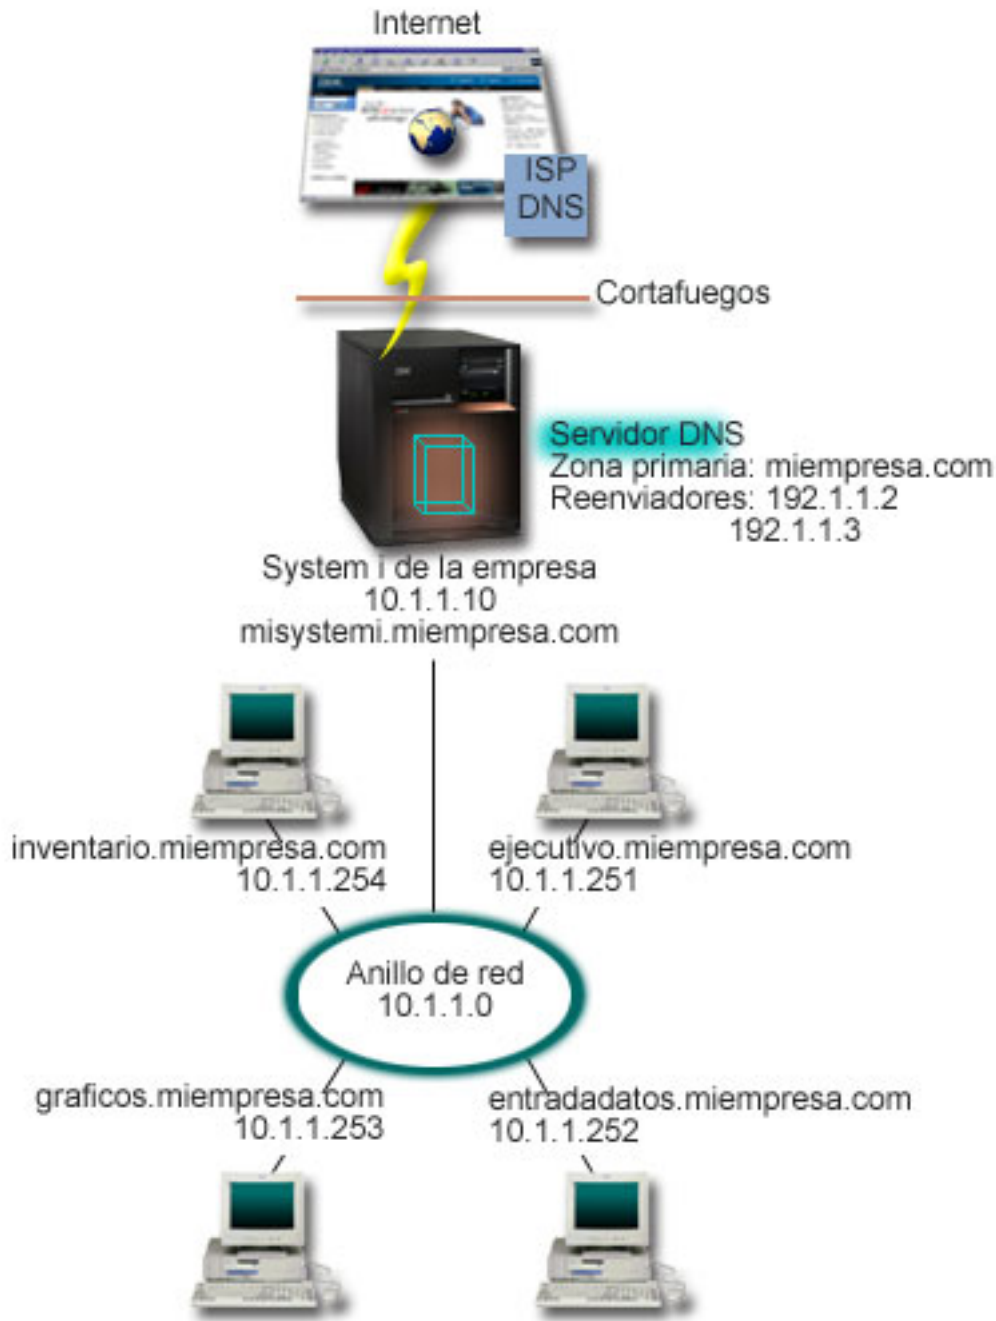 Internet
ISP
DNS
Cortafuegos
Servidor DNS
Zona primaria: miempresa.com
Reenviadores: 192.1.1.2
192.1.1.3
System i de la empresa
10.1.1.10
misystemi.miempresa.com
inventario.miempresa.com
10.1.1.254
ejecutivo.miempresa.com
10.1.1.251
Anillo de red
10.1.1.0
graficos.miempresa.com
10.1.1.253
entradadatos.miempresa.com
10.1.1.252